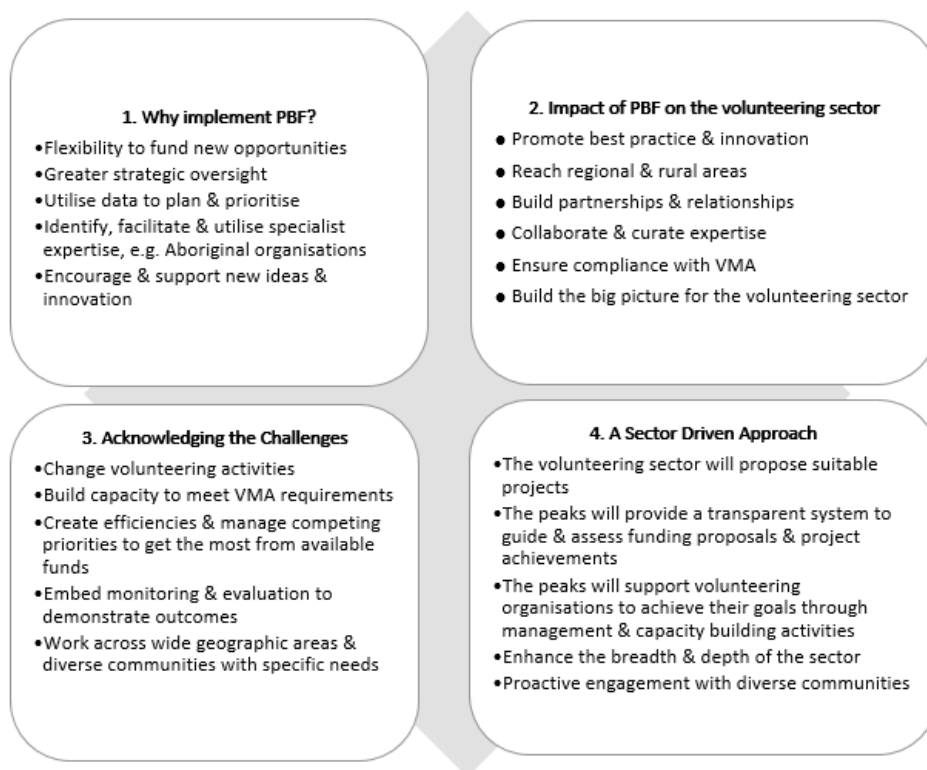 1. Why implement PBF?
•Flexibility to fund new opportunities
•Greater strategic oversight
•Utilise data to plan & prioritise
•Identify, facilitate & utilise specialist
expertise, e.g. Aboriginal organisations
•Encourage & support new ideas &
innovation
2. Impact of PBF on the volunteering sector
● Promote best practice & innovation
● Reach regional & rural areas
● Build partnerships & relationships
● Collaborate & curate expertise
● Ensure compliance with VMA
● Build the big picture for the volunteering sector
3. Acknowledging the Challenges
•Change volunteering activities
•Build capacity to meet VMA requirements
•Create efficiencies & manage competing
priorities to get the most from available
funds
•Embed monitoring & evaluation to
demonstrate outcomes
•Work across wide geographic areas &
diverse communities with specific needs
4. A Sector Driven Approach
•The volunteering sector will propose suitable
projects
•The peaks will provide a transparent system to
guide & assess funding proposals & project
achievements
•The peaks will support volunteering
organisations to achieve their goals through
management & capacity building activities
•Enhance the breadth & depth of the sector
•Proactive engagement with diverse communities